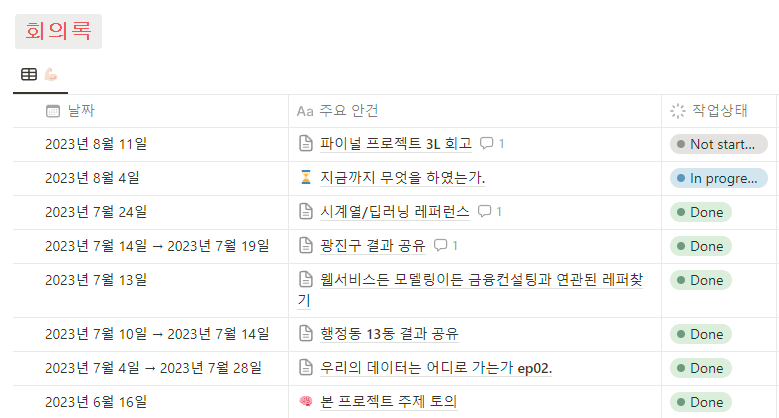 회의록
날짜 Aa 주요 안건 작업상태
2023년 8월 11일 파이널 프로젝트 3L 회고 1 Not start...
2023년 8월 4일 지금까지 무엇을 하였는가. In progre...
2023년 7월 24일 시계열/딥러닝 레퍼런스 1 Done
2023년 7월 14일 → 2023년 7월 19일 광진구 결과 공유 1 Done
2023년 7월 13일 웹서비스든 모델링이든 금융컨설팅과 연관된 레퍼찾 Done
기
2023년 7월 10일 → 2023년 7월 14일 행정동 13동 결과 공유 Done
2023년 7월 4일 → 2023년 7월 28일 우리의 데이터는 어디로 가는가 ep02. Done
2023년 6월 16일 본 프로젝트 주제 토의 Done